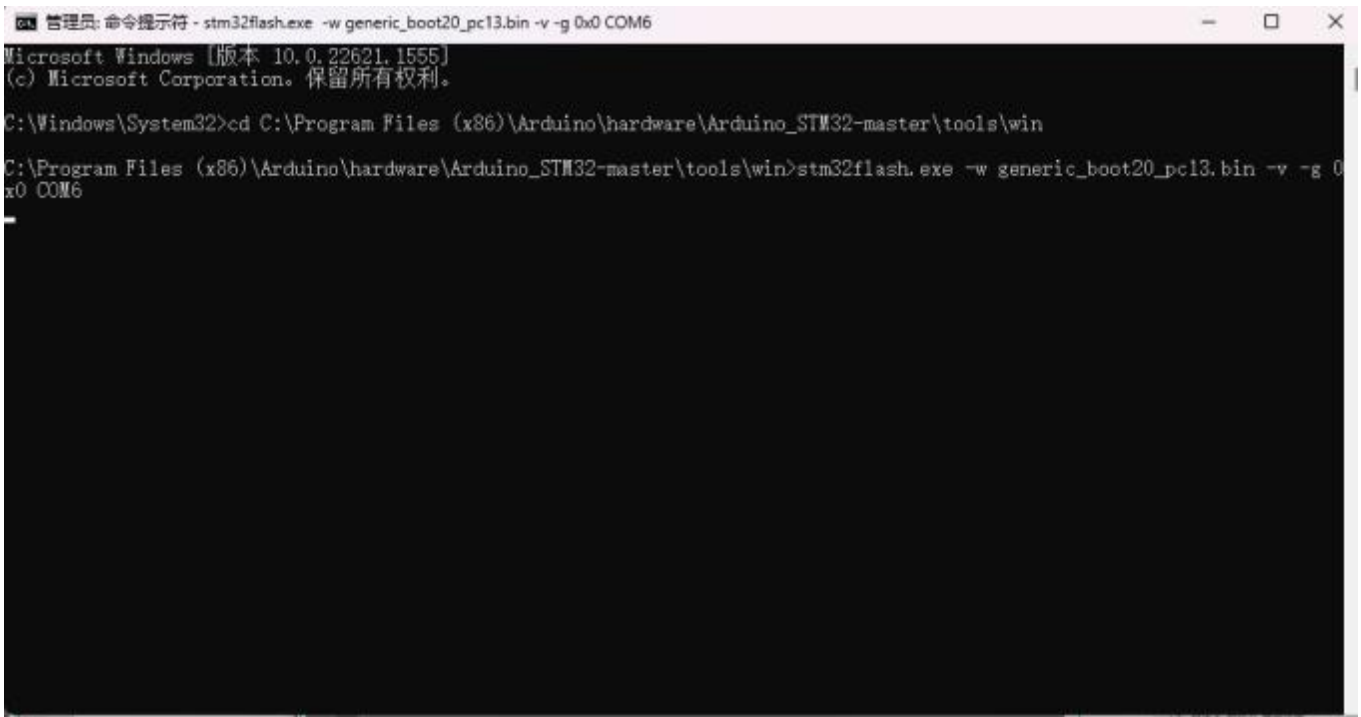 管理员: 命令提示符 - stm32flash.exe -w generic_boot20_pc13.bin -v -g 0x0 COM6
Microsoft Windows [版本 10.0.22621.1555]
(c) Microsoft Corporation。保留所有权利。
C:\Windows\System32>cd C:\Program Files (x86)\Arduino\hardware\Arduino_STM32-master\tools\win
C:\Program Files (x86)\Arduino\hardware\Arduino_STM32-master\tools\win>stm32flash.exe -w generic_boot20_pc13.bin -v -g 0
x0 COM6